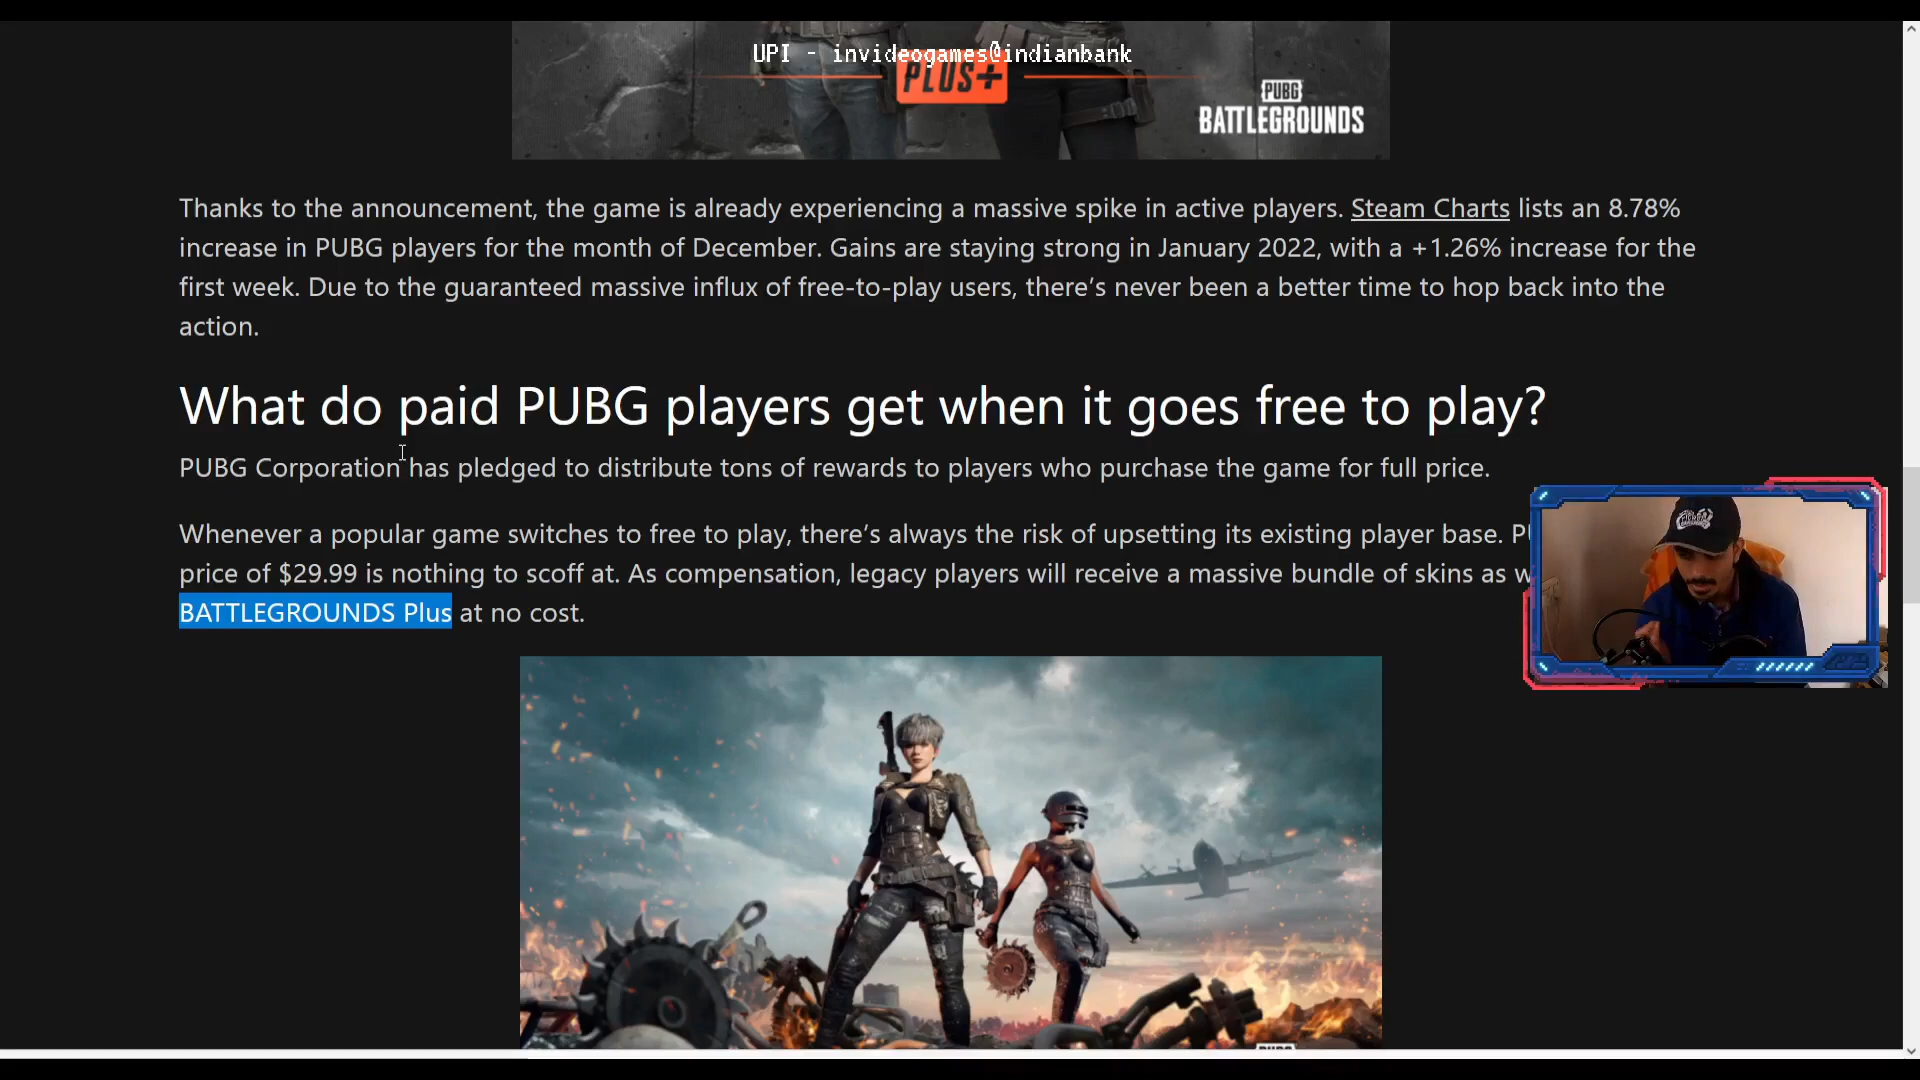 UPI - invideogames@indianbank
PLUS+
PUBG
BATTLEGROUNDS
Thanks to the announcement, the game is already experiencing a massive spike in active players. Steam Charts lists an 8.78%
increase in PUBG players for the month of December. Gains are staying strong in January 2022, with a +1.26% increase for the
first week. Due to the guaranteed massive influx of free-to-play users, there’s never been a better time to hop back into the
action.
What do paid PUBG players get when it goes free to play?
PUBG Corporation has pledged to distribute tons of rewards to players who purchase the game for full price.
Whenever a popular game switches to free to play, there’s always the risk of upsetting its existing player base.
price of $29.99 is nothing to scoff at. As compensation, legacy players will receive a massive bundle of skins as
BATTLEGROUNDS Plus at no cost.